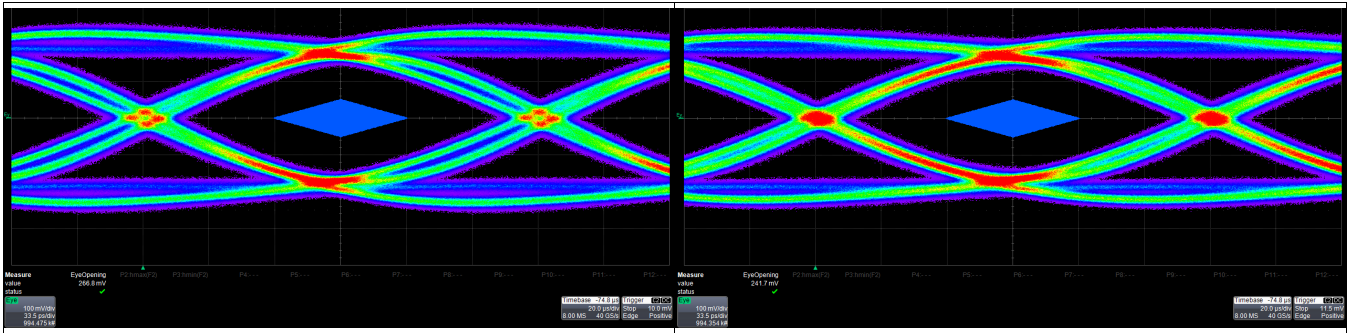 Measure EyeOpening P2:hmax(F2) P3:hmin(F2) P4:--- P5:--- P6:--- P7:--- P8:--- P9:--- P10:--- P11:--- P12:---
value 266.8 mV
status
Eye
100 mV/div
33.5 ps/div
994.475 k#
Timebase -74.8 µs
20.0 µs/div
8.00 MS 40 GS/s
Trigger C2 DC
Stop 10.0 mV
Edge Positive
Measure EyeOpening P2:hmax(F2) P3:hmin(F2) P4:--- P5:--- P6:--- P7:--- P8:--- P9:--- P10:--- P11:--- P12:---
value 241.7 mV
status
Eye
100 mV/div
33.5 ps/div
994.354 k#
Timebase -74.8 µs
20.0 µs/div
8.00 MS 40 GS/s
Trigger C2 DC
Stop 11.5 mV
Edge Positive